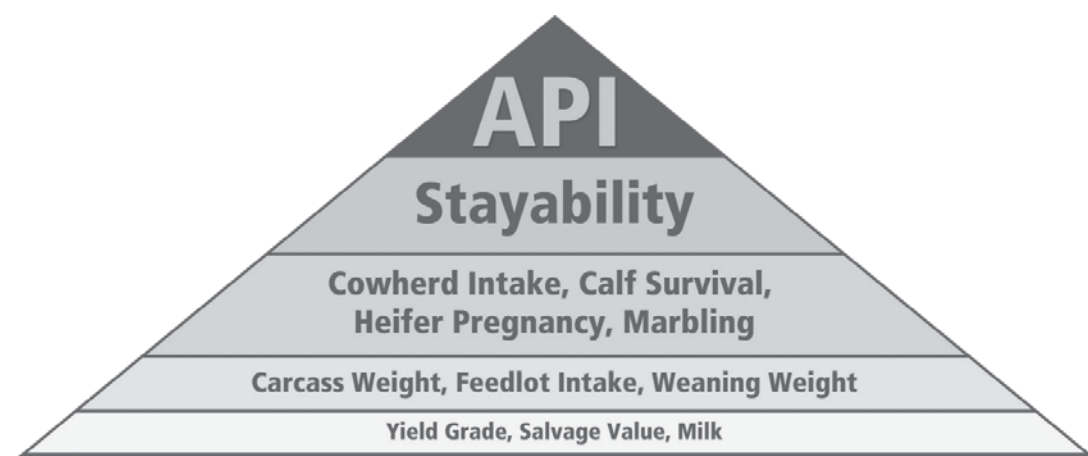 API
Stayability
Cowherd Intake, Calf Survival,
Heifer Pregnancy, Marbling
Carcass Weight, Feedlot Intake, Weaning Weight
Yield Grade, Salvage Value, Milk